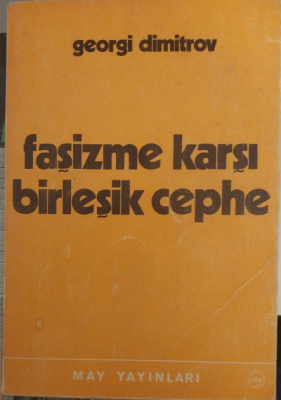 georgi dimitrov
faşizme karşı
birleşik cephe
MAY YAYINLARI